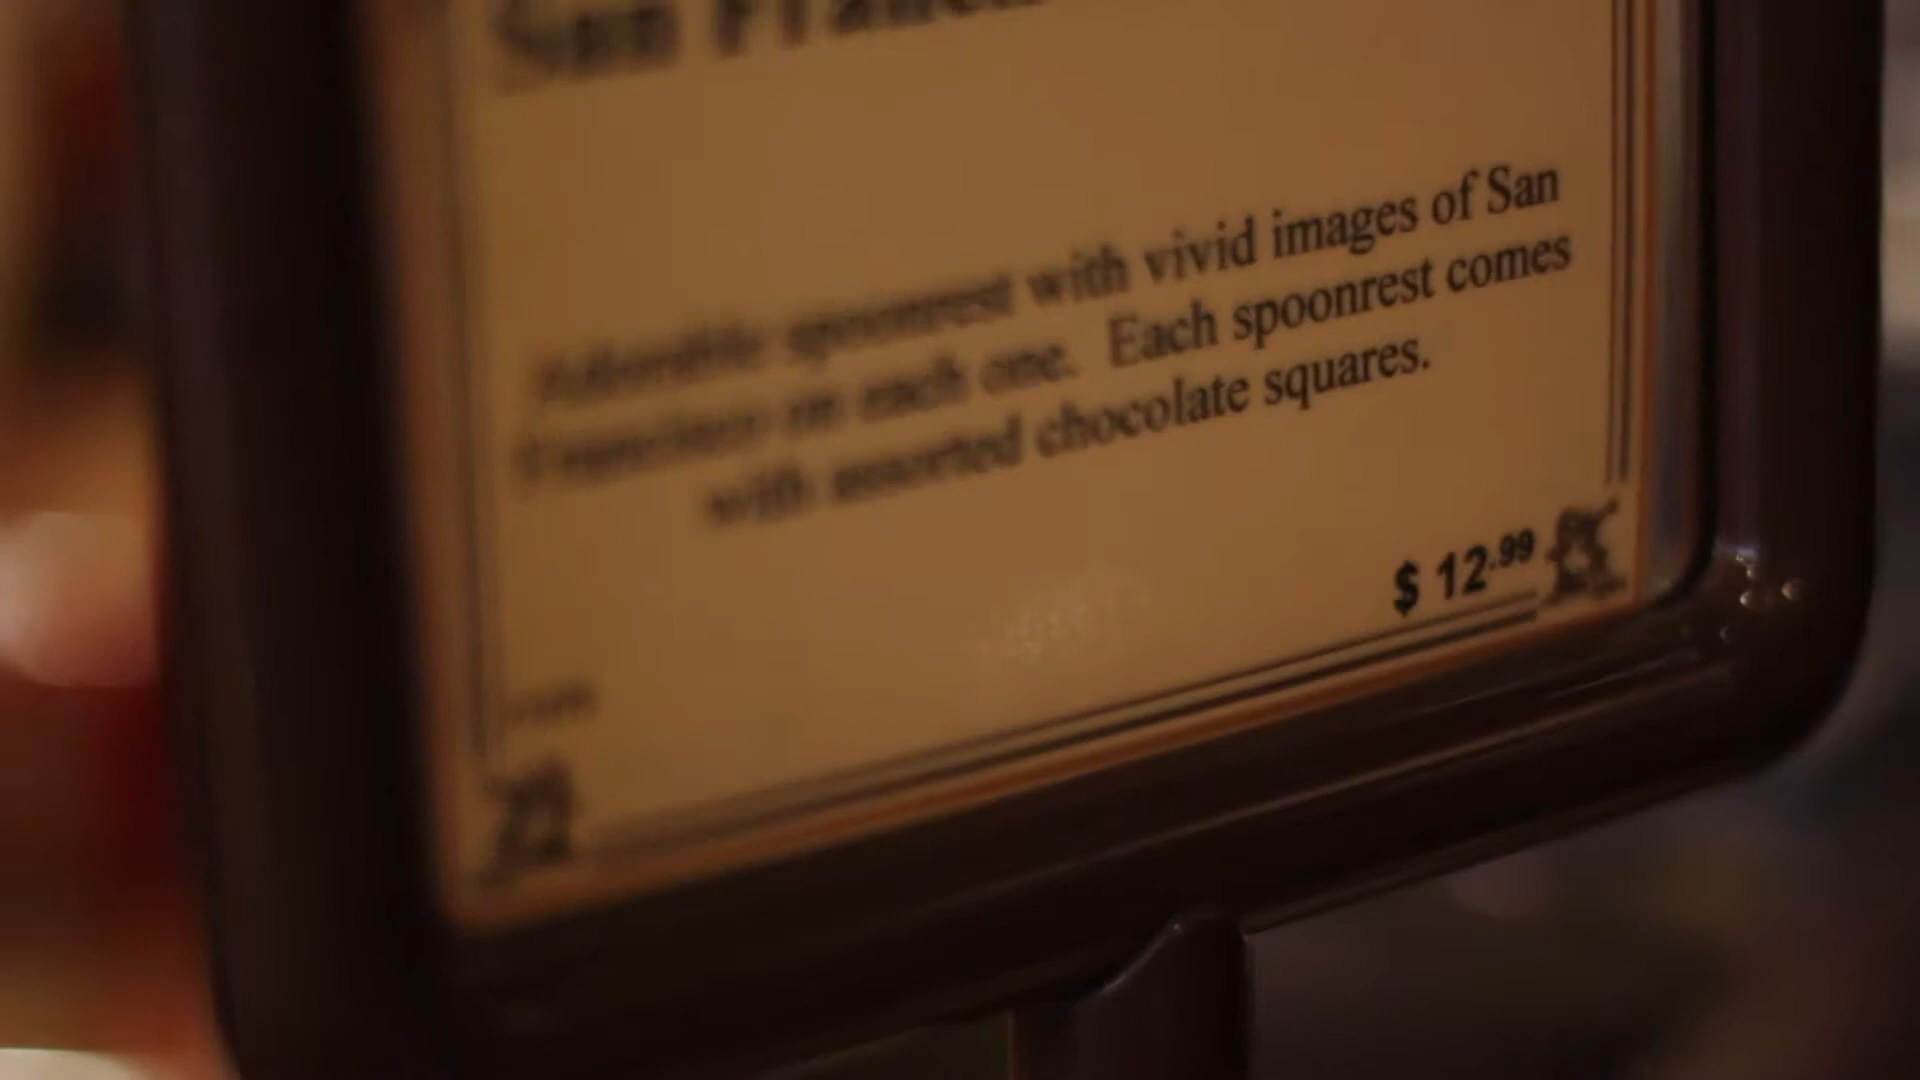 San Franci
Adorable spoonrest with vivid images of San
Francisco on each one. Each spoonrest comes
with assorted chocolate squares.
$ 12.99